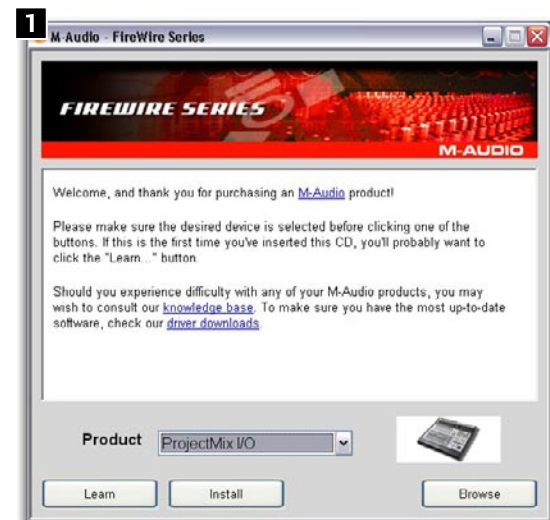 1
M-Audio - FireWire Series
FIREWIRE SERIES
M-AUDIO
Welcome, and thank you for purchasing an M-Audio product!
Please make sure the desired device is selected before clicking one of the
buttons. If this is the first time you've inserted this CD, you'll probably want to
click the "Learn..." button.
Should you experience difficulty with any of your M-Audio products, you may
wish to consult our knowledge base. To make sure you have the most up-to-date
software, check our driver downloads.
Product ProjectMix I/O
Learn Install Browse